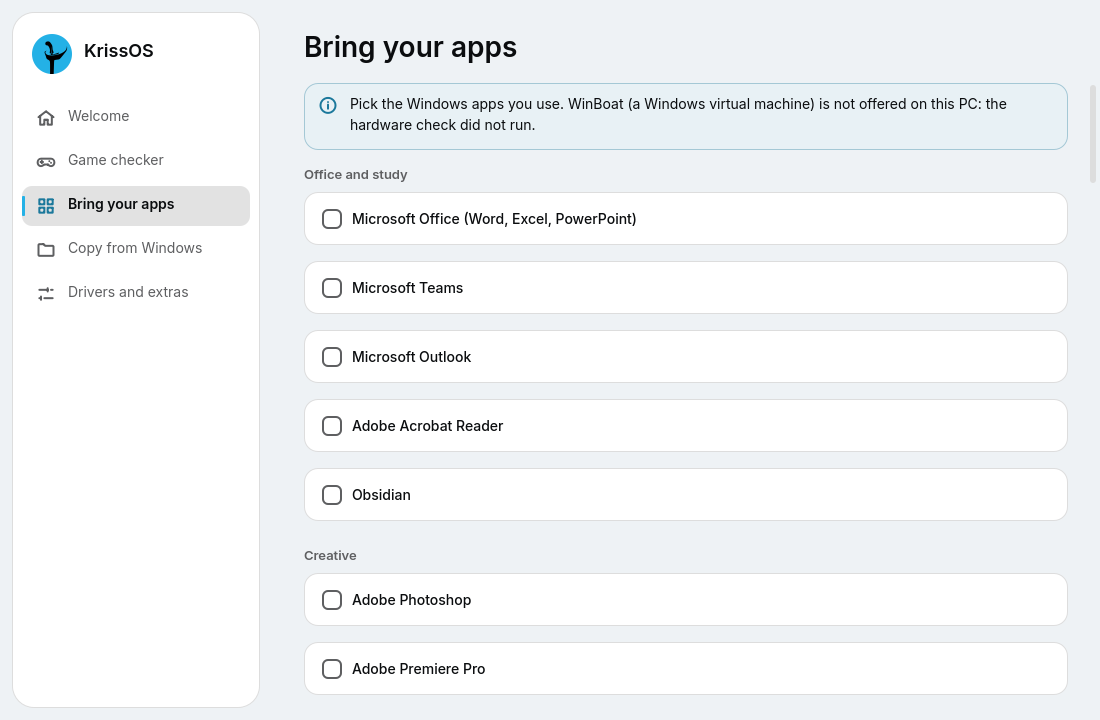 KrissOS
Welcome
Game checker
Bring your apps
Copy from Windows
Drivers and extras
Bring your apps
Pick the Windows apps you use. WinBoat (a Windows virtual machine) is not offered on this PC: the
hardware check did not run.
Office and study
Microsoft Office (Word, Excel, PowerPoint)
Microsoft Teams
Microsoft Outlook
Adobe Acrobat Reader
Obsidian
Creative
Adobe Photoshop
Adobe Premiere Pro